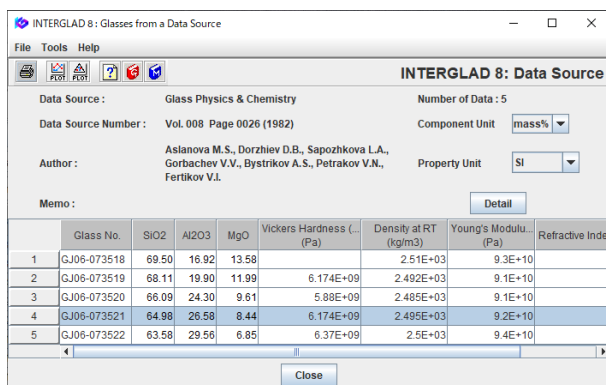 INTERGLAD 8 : Glasses from a Data Source
File Tools Help
PLOT PLOT ? G M INTERGLAD 8: Data Source
Data Source : Glass Physics & Chemistry Number of Data : 5
Data Source Number : Vol. 008 Page 0026 (1982) Component Unit mass%
Author : Aslanova M.S., Dorzhiev D.B., Sapozhkova L.A.,
Gorbachev V.V., Bystrikov A.S., Petrakov V.N., Property Unit SI
Fertikov V.I.
Memo : Detail
Glass No. SiO2 Al2O3 MgO Vickers Hardness (... (Pa) Density at RT (kg/m3) Young's Modulu... (Pa) Refractive Inde
1 GJ06-073518 69.50 16.92 13.58 2.51E+03 9.3E+10
2 GJ06-073519 68.11 19.90 11.99 6.174E+09 2.492E+03 9.1E+10
3 GJ06-073520 66.09 24.30 9.61 5.88E+09 2.485E+03 9.1E+10
4 GJ06-073521 64.98 26.58 8.44 6.174E+09 2.495E+03 9.2E+10
5 GJ06-073522 63.58 29.56 6.85 6.37E+09 2.5E+03 9.4E+10
Close